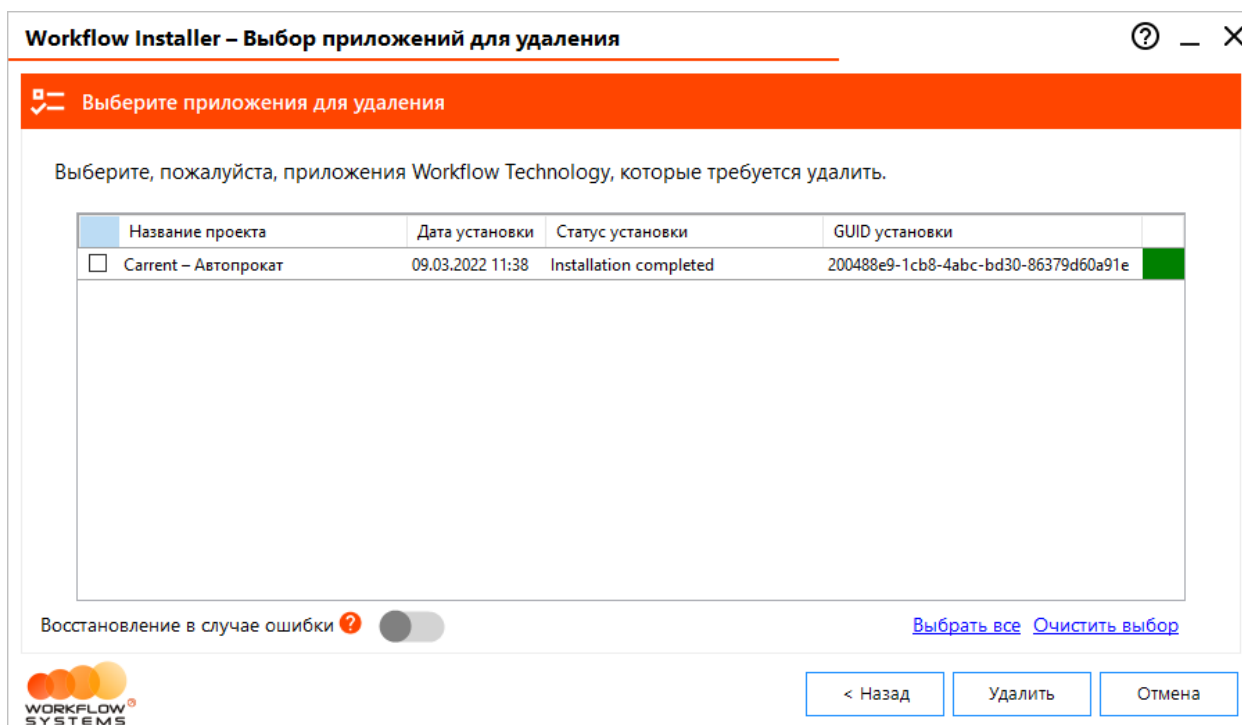 Workflow Installer – Выбор приложений для удаления
Выберите приложения для удаления
Выберите, пожалуйста, приложения Workflow Technology, которые требуется удалить.
Название проекта Дата установки Статус установки GUID установки
Carrent – Автопрокат 09.03.2022 11:38 Installation completed 200488e9-1cb8-4abc-bd30-86379d60a91e
Восстановление в случае ошибки ? Выбрать все Очистить выбор
< Назад Удалить Отмена
WORKFLOW®
SYSTEMS